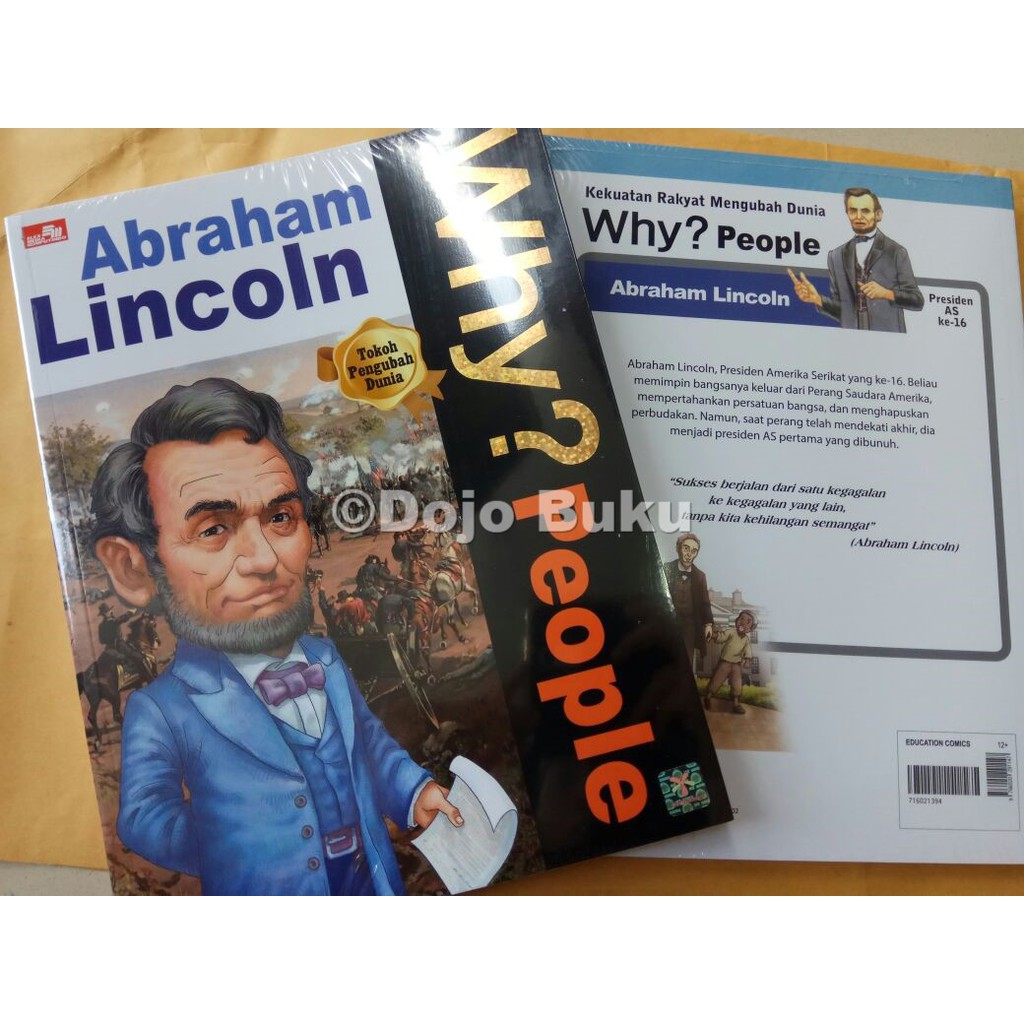 Abraham
Lincoln
Tokoh
Pengubah
Dunia
Why? People
©Dojo Buku
Kekuatan Rakyat Mengubah Dunia
Why? People
Abraham Lincoln
Presiden
AS
ke-16
Abraham Lincoln, Presiden Amerika Serikat yang ke-16. Beliau
memimpin bangsanya keluar dari Perang Saudara Amerika,
mempertahankan persatuan bangsa, dan menghapuskan
perbudakan. Namun, saat perang telah mendekati akhir, dia
menjadi presiden AS pertama yang dibunuh.
"Sukses berjalan dari satu kegagalan
ke kegagalan yang lain,
tanpa kita kehilangan semangat"
(Abraham Lincoln)
EDUCATION COMICS 12+
716021394